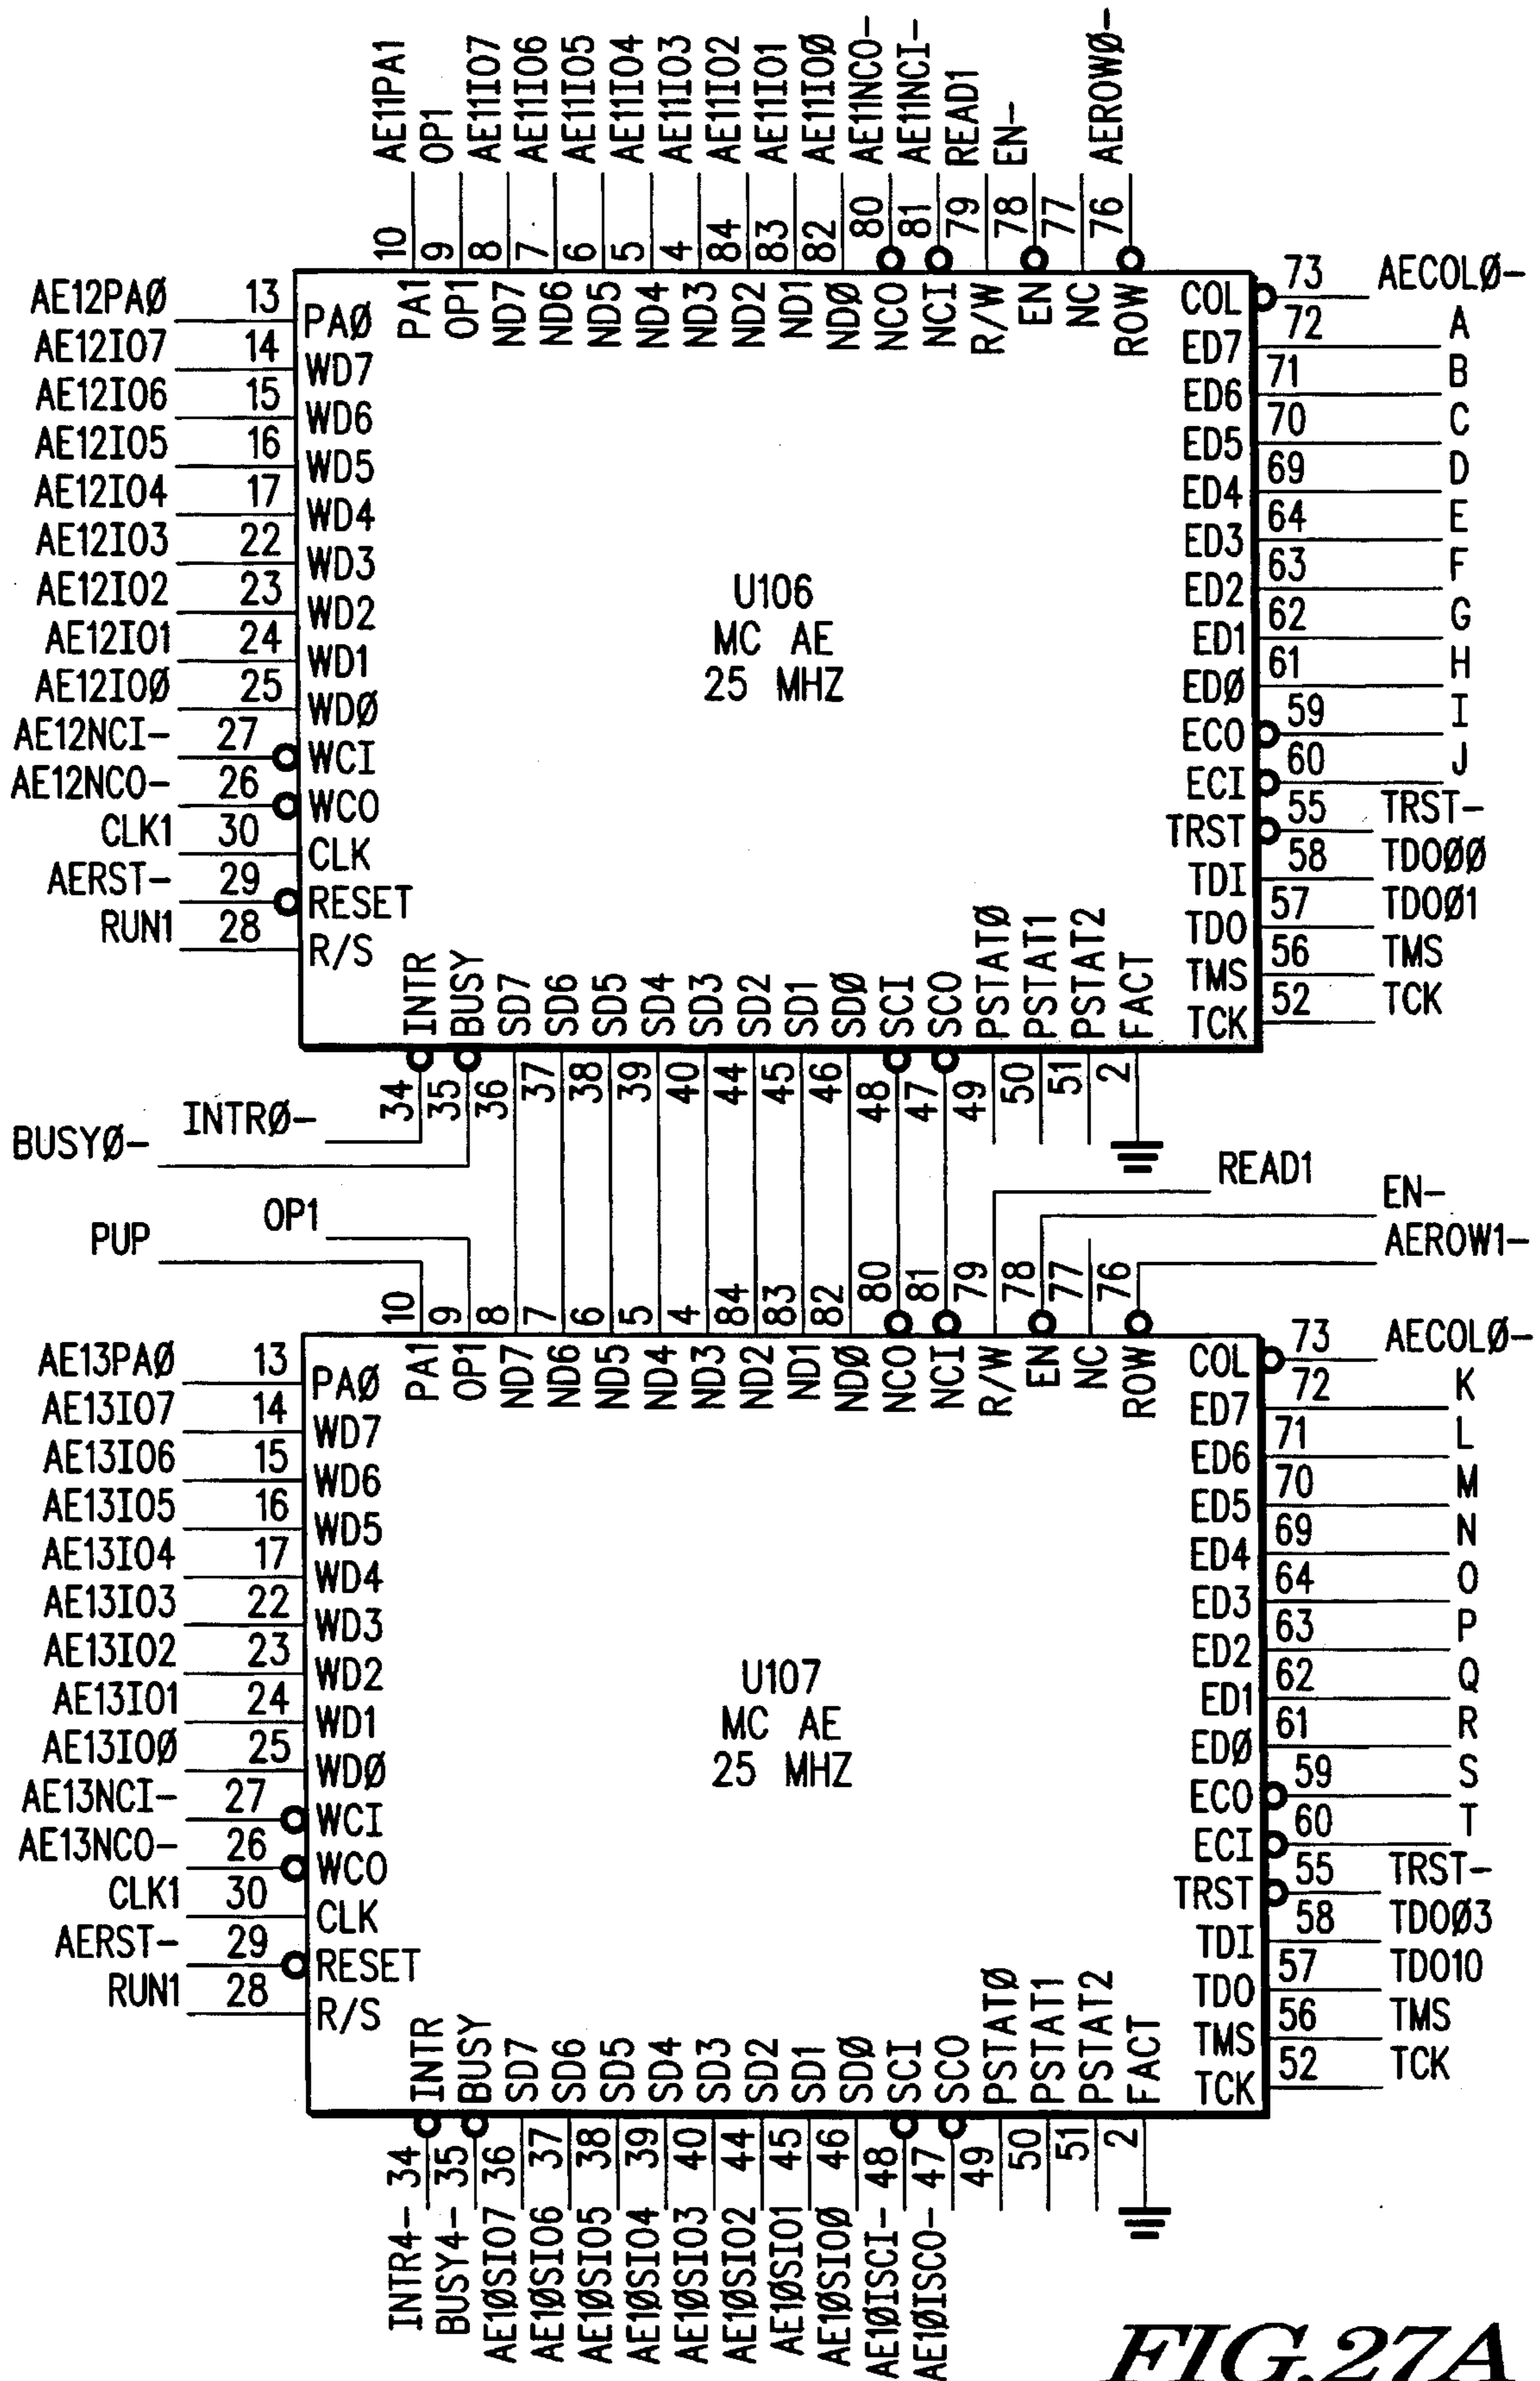 AE11PA1
OP1
AE11IO7
AE11IO6
AE11IO5
AE11IO4
AE11IO3
AE11IO2
AE11IO1
AE11IOØ
AE11NCO-
AE11NCI-
READ1
EN-
AEROWØ-
10 9 8 7 6 5 4 84 83 82 80 81 79 78 77 76
PA1 OP1 ND7 ND6 ND5 ND4 ND3 ND2 ND1 NDØ NCO NCI R/W EN NC ROW
AE12PAØ 13 PAØ
AE12IO7 14 WD7
AE12IO6 15 WD6
AE12IO5 16 WD5
AE12IO4 17 WD4
AE12IO3 22 WD3
AE12IO2 23 WD2
AE12IO1 24 WD1
AE12IOØ 25 WDØ
AE12NCI- 27 WCI
AE12NCO- 26 WCO
CLK1 30 CLK
AERST- 29 RESET
RUN1 28 R/S
U106
MC AE
25 MHZ
COL 73 AECOLØ-
ED7 72 A
ED6 71 B
ED5 70 C
ED4 69 D
ED3 64 E
ED2 63 F
ED1 62 G
EDØ 61 H
ECO 59 I
ECI 60 J
TRST 55 TRST-
TDI 58 TDOØØ
TDO 57 TDOØ1
TMS 56 TMS
TCK 52 TCK
INTR BUSY SD7 SD6 SD5 SD4 SD3 SD2 SD1 SDØ SCI SCO PSTATØ PSTAT1 PSTAT2 FACT
34 35 36 37 38 39 40 44 45 46 48 47 49 50 51 2
INTRØ-
BUSYØ-
READ1
EN-
OP1
PUP
AEROW1-
10 9 8 7 6 5 4 84 83 82 80 81 79 78 77 76
PA1 OP1 ND7 ND6 ND5 ND4 ND3 ND2 ND1 NDØ NCO NCI R/W EN NC ROW
AE13PAØ 13 PAØ
AE13IO7 14 WD7
AE13IO6 15 WD6
AE13IO5 16 WD5
AE13IO4 17 WD4
AE13IO3 22 WD3
AE13IO2 23 WD2
AE13IO1 24 WD1
AE13IOØ 25 WDØ
AE13NCI- 27 WCI
AE13NCO- 26 WCO
CLK1 30 CLK
AERST- 29 RESET
RUN1 28 R/S
U107
MC AE
25 MHZ
COL 73 AECOLØ-
ED7 72 K
ED6 71 L
ED5 70 M
ED4 69 N
ED3 64 O
ED2 63 P
ED1 62 Q
EDØ 61 R
ECO 59 S
ECI 60 T
TRST 55 TRST-
TDI 58 TDOØ3
TDO 57 TDO10
TMS 56 TMS
TCK 52 TCK
INTR BUSY SD7 SD6 SD5 SD4 SD3 SD2 SD1 SDØ SCI SCO PSTATØ PSTAT1 PSTAT2 FACT
34 35 36 37 38 39 40 44 45 46 48 47 49 50 51 2
INTR4-
BUSY4-
AE1ØSIO7
AE1ØSIO6
AE1ØSIO5
AE1ØSIO4
AE1ØSIO3
AE1ØSIO2
AE1ØSIO1
AE1ØSIOØ
AE1ØISCI-
AE1ØISCO-
FIG.27A